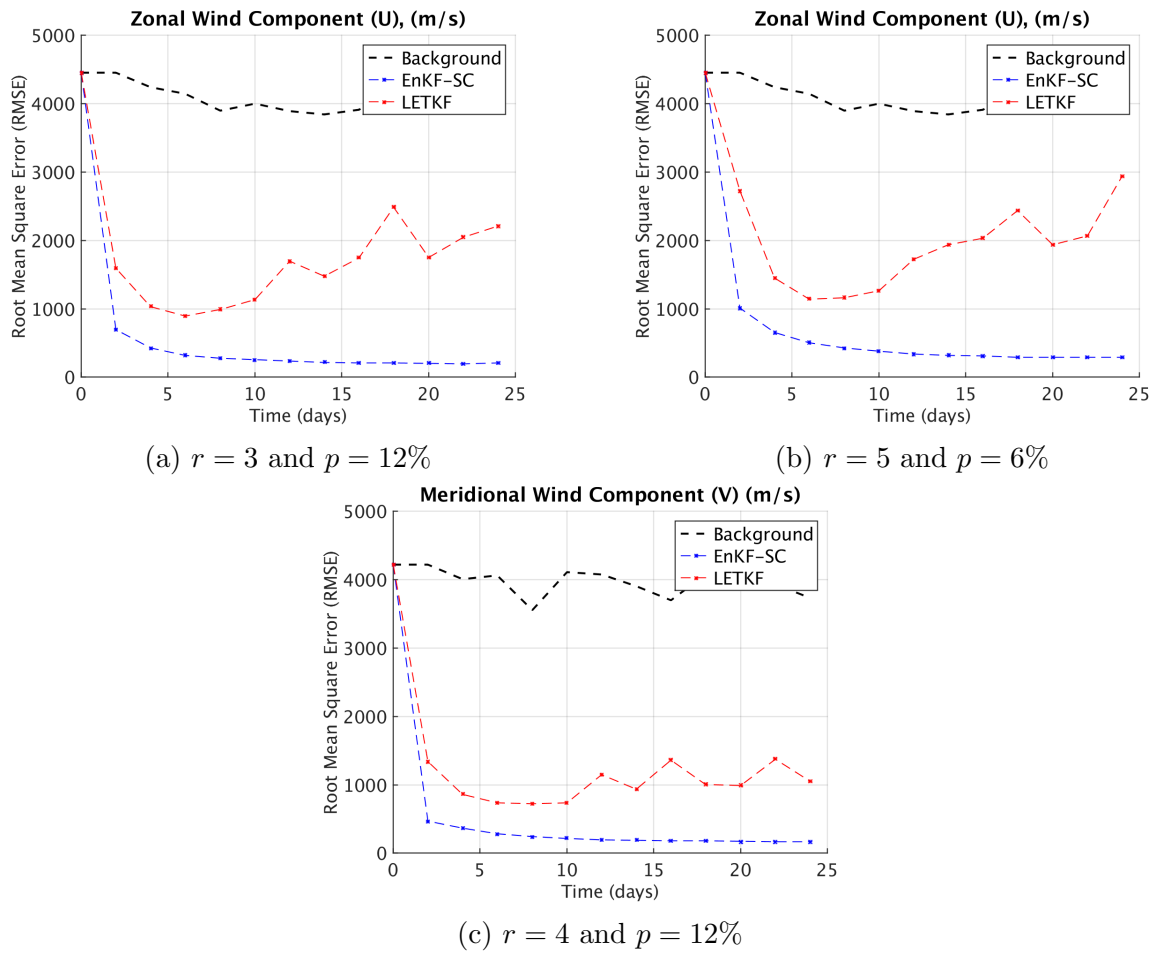 Zonal Wind Component (U), (m/s)
Root Mean Square Error (RMSE)
5000
4000
3000
2000
1000
0
Background
EnKF-SC
LETKF
0 5 10 15 20 25
Time (days)
(a) r = 3 and p = 12%
Zonal Wind Component (U), (m/s)
Root Mean Square Error (RMSE)
5000
4000
3000
2000
1000
0
Background
EnKF-SC
LETKF
0 5 10 15 20 25
Time (days)
(b) r = 5 and p = 6%
Meridional Wind Component (V) (m/s)
Root Mean Square Error (RMSE)
5000
4000
3000
2000
1000
0
Background
EnKF-SC
LETKF
0 5 10 15 20 25
Time (days)
(c) r = 4 and p = 12%